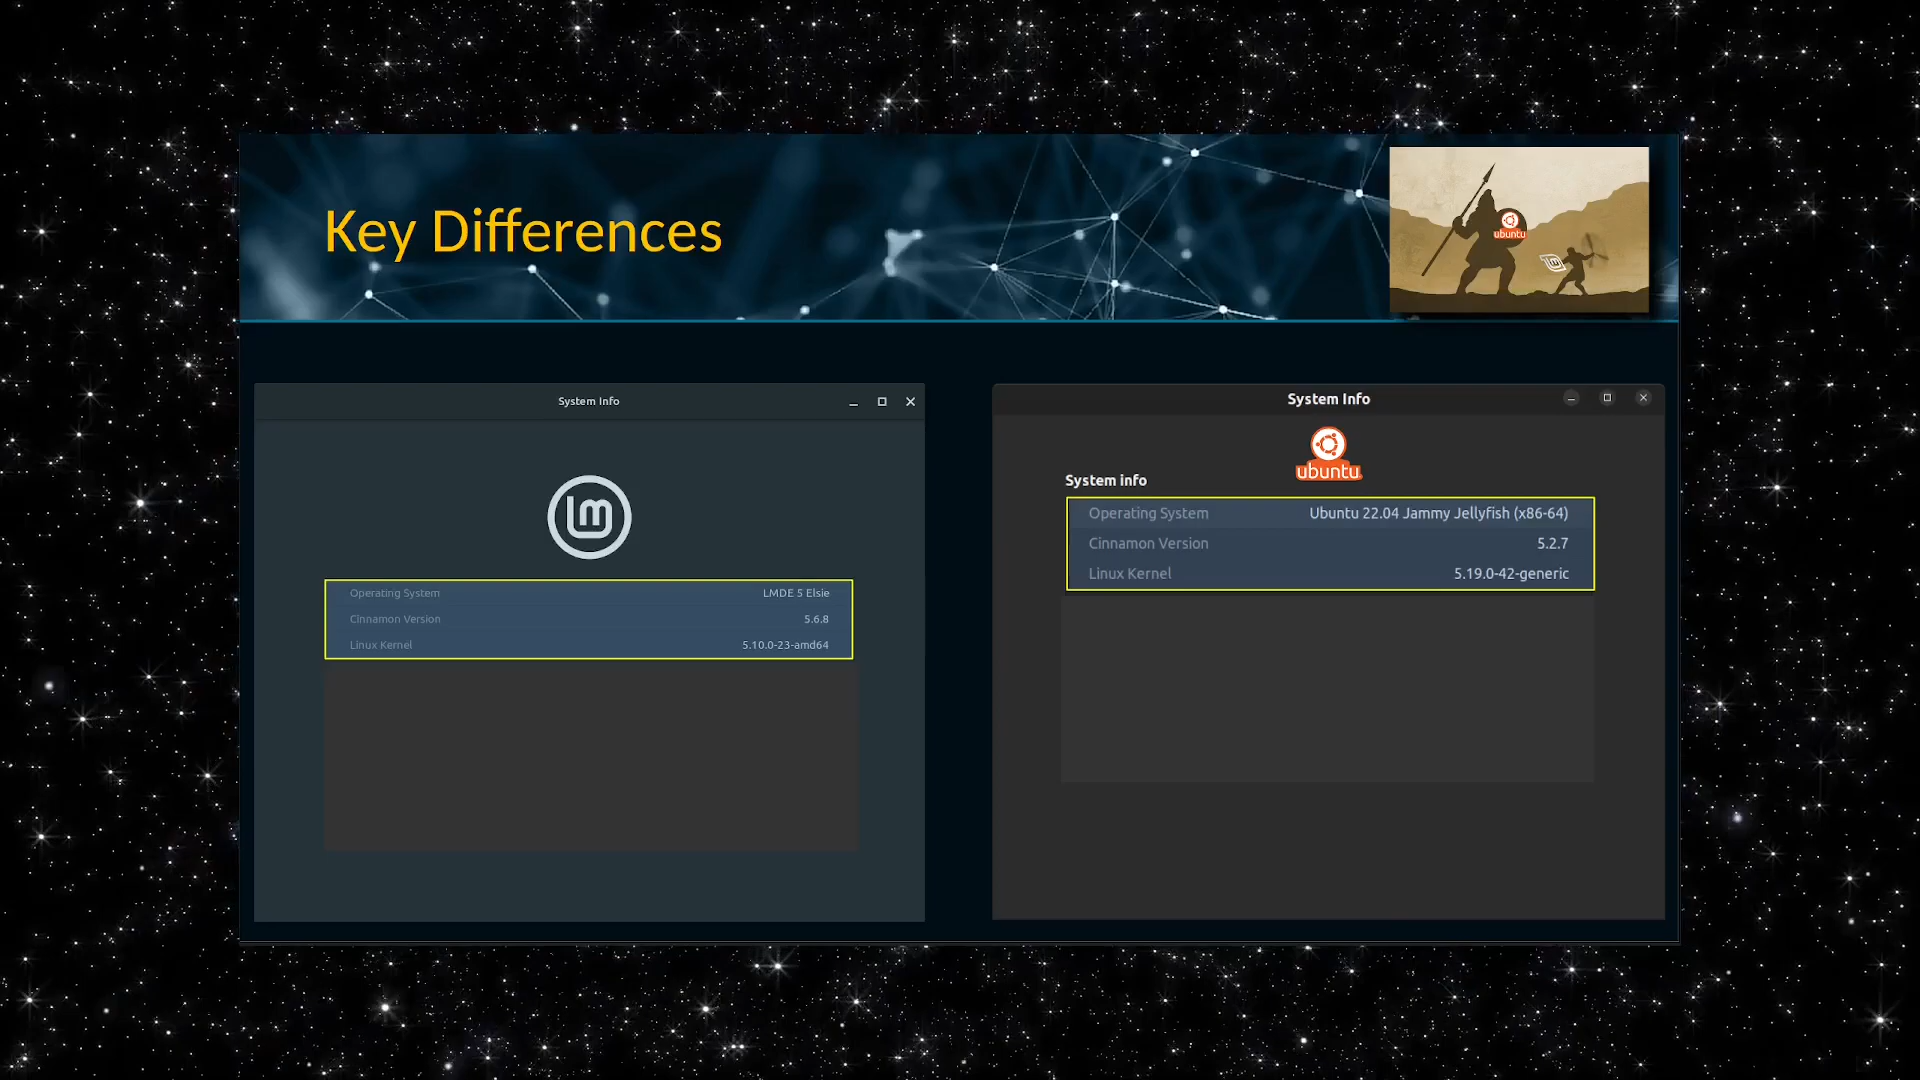 Key Differences
ubuntu
System Info
Operating System LMDE 5 Elsie
Cinnamon Version 5.6.8
Linux Kernel 5.10.0-23-amd64
System Info
ubuntu
System info
Operating System Ubuntu 22.04 Jammy Jellyfish (x86-64)
Cinnamon Version 5.2.7
Linux Kernel 5.19.0-42-generic